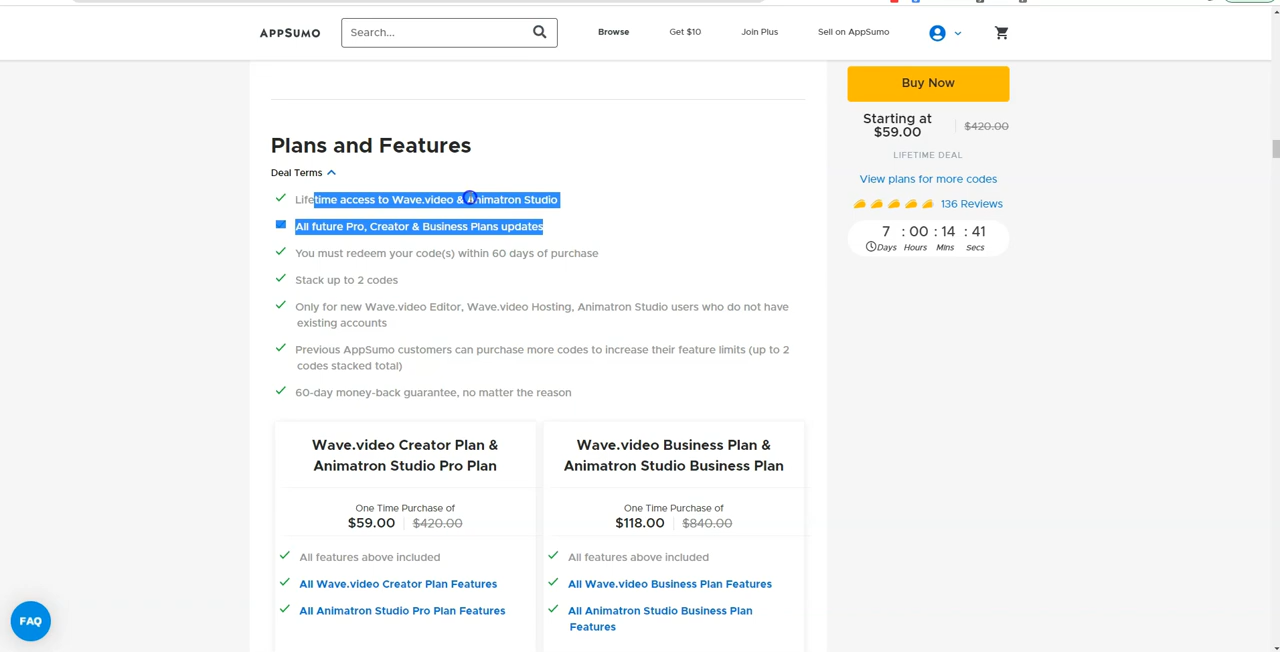 APPSUMO
Search...
Browse
Get $10
Join Plus
Sell on AppSumo
Buy Now
Starting at
$59.00
$420.00
LIFETIME DEAL
View plans for more codes
136 Reviews
7 : 00 : 14 : 41
Days Hours Mins Secs
Plans and Features
Deal Terms
Lifetime access to Wave.video & Animatron Studio
All future Pro, Creator & Business Plans updates
You must redeem your code(s) within 60 days of purchase
Stack up to 2 codes
Only for new Wave.video Editor, Wave.video Hosting, Animatron Studio users who do not have
existing accounts
Previous AppSumo customers can purchase more codes to increase their feature limits (up to 2
codes stacked total)
60-day money-back guarantee, no matter the reason
Wave.video Creator Plan &
Animatron Studio Pro Plan
One Time Purchase of
$59.00 $420.00
All features above included
All Wave.video Creator Plan Features
All Animatron Studio Pro Plan Features
Wave.video Business Plan &
Animatron Studio Business Plan
One Time Purchase of
$118.00 $840.00
All features above included
All Wave.video Business Plan Features
All Animatron Studio Business Plan
Features
FAQ